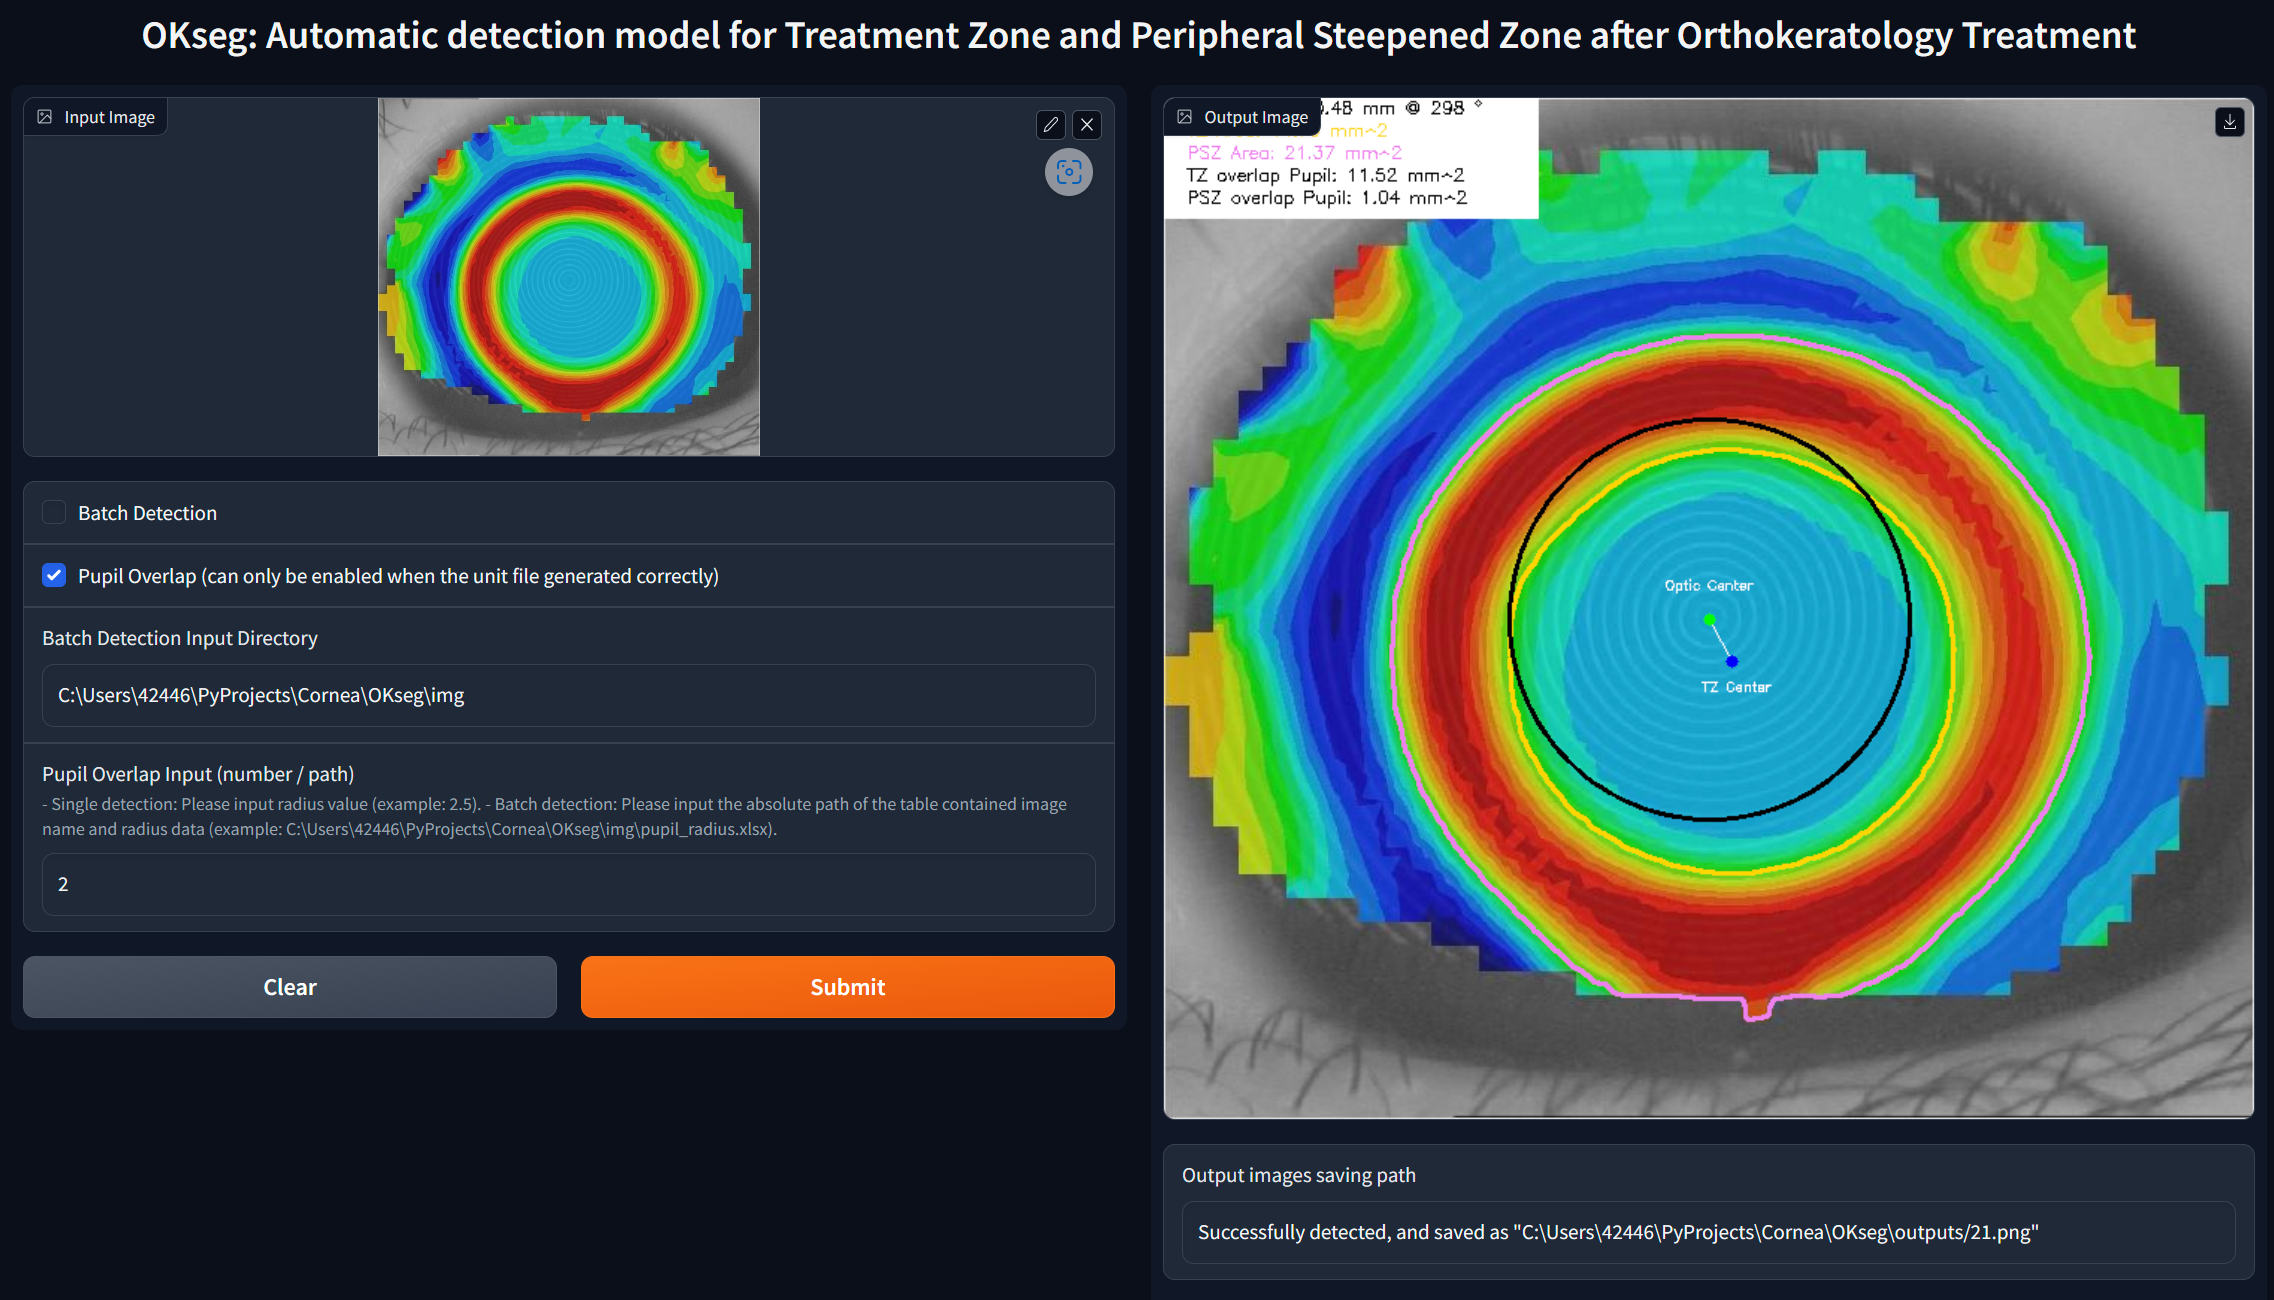 OKseg: Automatic detection model for Treatment Zone and Peripheral Steepened Zone after Orthokeratology Treatment
Input Image
Batch Detection
Pupil Overlap (can only be enabled when the unit file generated correctly)
Batch Detection Input Directory
C:\Users\42446\PyProjects\Cornea\OKseg\img
Pupil Overlap Input (number / path)
- Single detection: Please input radius value (example: 2.5). - Batch detection: Please input the absolute path of the table contained image
name and radius data (example: C:\Users\42446\PyProjects\Cornea\OKseg\img\pupil_radius.xlsx).
2
Clear
Submit
Output Image
.48 mm @ 298 °
mm^2
PSZ Area: 21.37 mm^2
TZ overlap Pupil: 11.52 mm^2
PSZ overlap Pupil: 1.04 mm^2
Optic Center
TZ Center
Output images saving path
Successfully detected, and saved as "C:\Users\42446\PyProjects\Cornea\OKseg\outputs/21.png"